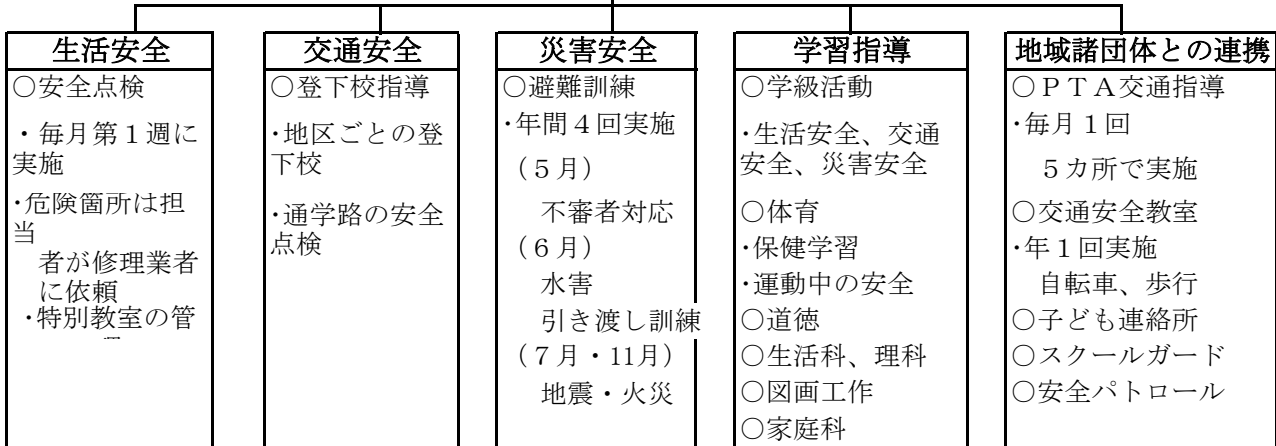 生活安全
○安全点検
・毎月第１週に
実施
・危険箇所は担
当
者が修理業者
に依頼
・特別教室の管
交通安全
○登下校指導
・地区ごとの登
下校
・通学路の安全
点検
災害安全
○避難訓練
・年間４回実施
（５月）
不審者対応
（６月）
水害
引き渡し訓練
（７月・11月）
地震・火災
学習指導
○学級活動
・生活安全、交通
安全、災害安全
○体育
・保健学習
・運動中の安全
○道徳
○生活科、理科
○図画工作
○家庭科
地域諸団体との連携
○ＰＴＡ交通指導
・毎月１回
５カ所で実施
○交通安全教室
・年１回実施
自転車、歩行
○子ども連絡所
○スクールガード
○安全パトロール